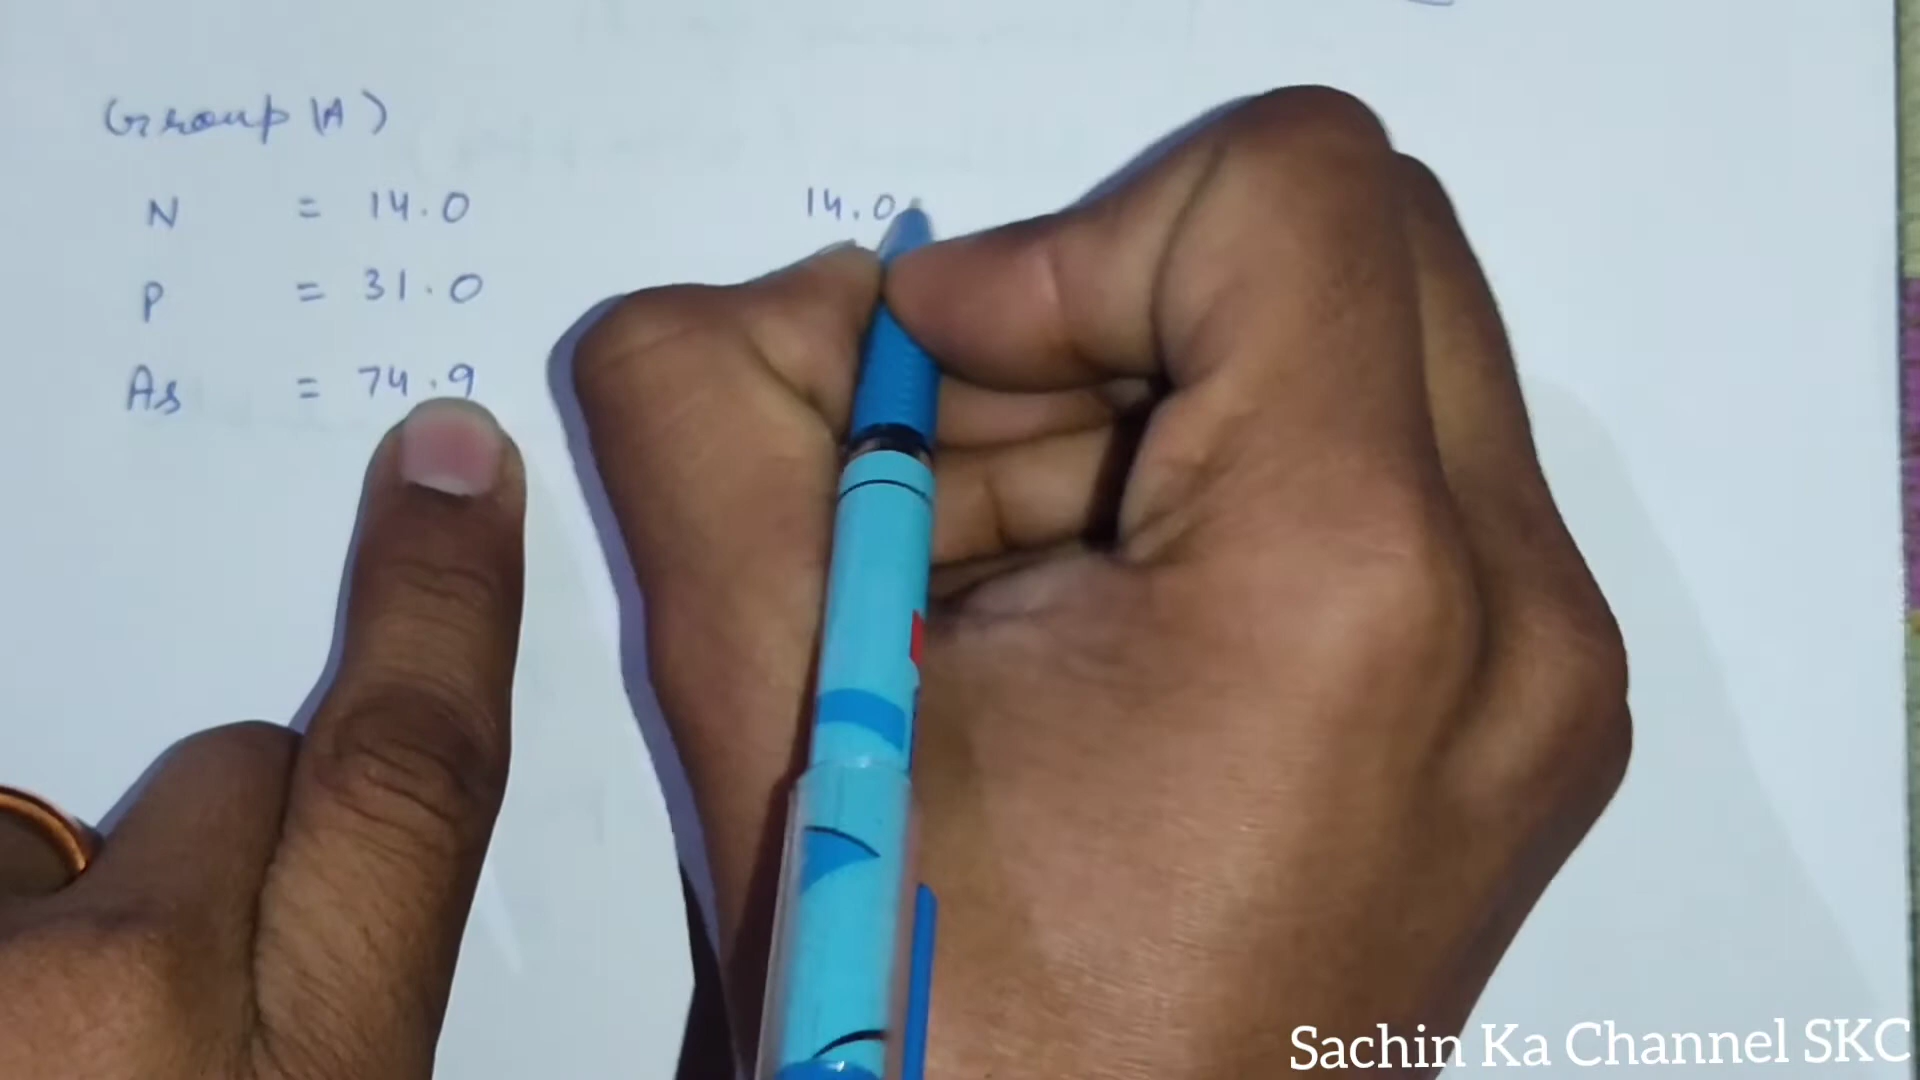 Group (A)
N = 14.0 14.0
P = 31.0
As = 74.9
Sachin Ka Channel SKC